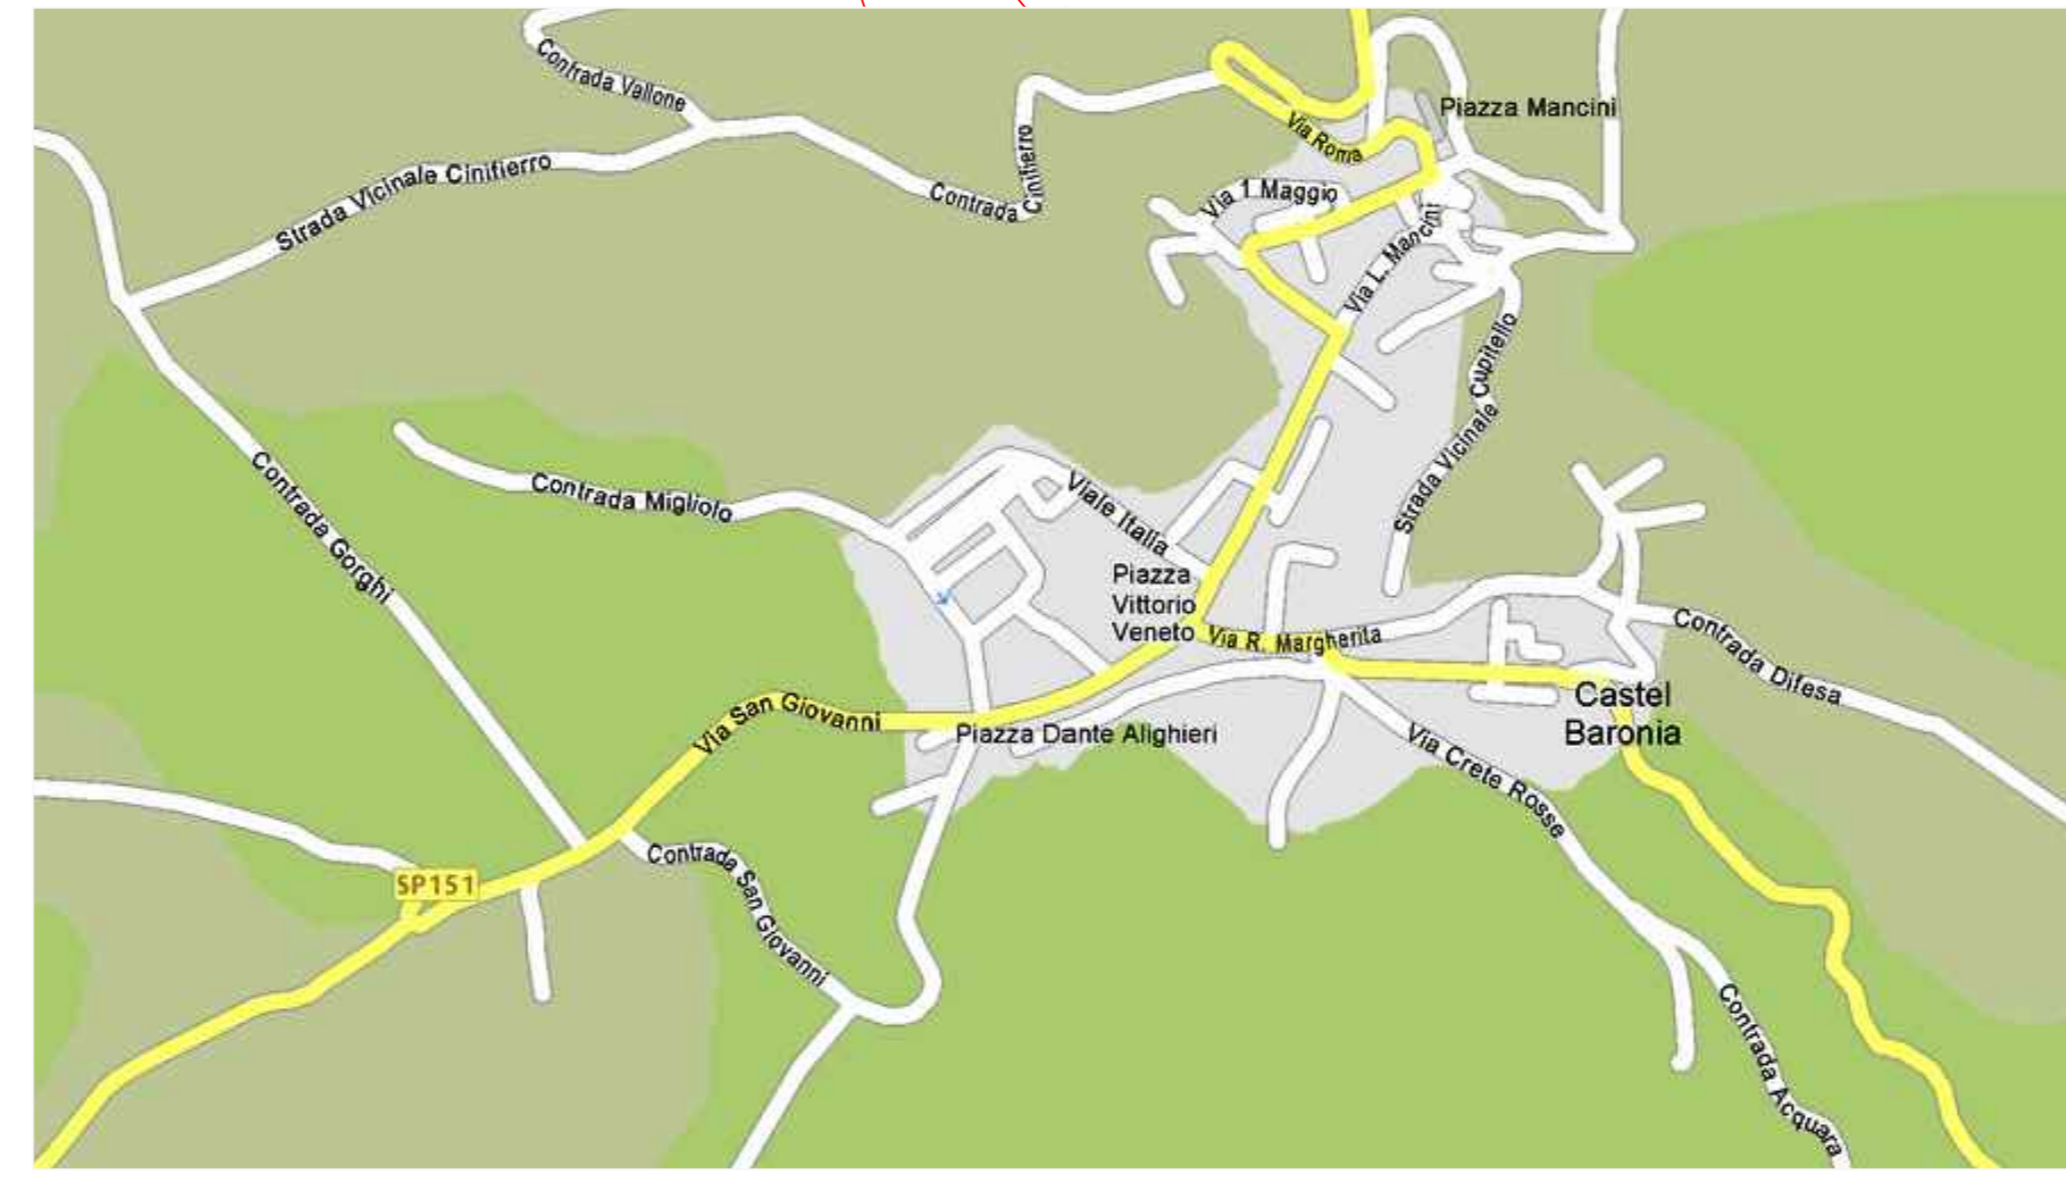 Contrada Vallone
Piazza Mancini
Via Roma
Cinifierro
Strada Vicinale Cinifierro
Contrada
Via 1 Maggio
Via L. Mancini
Strada Vicinale Cupitello
Contrada Gorghi
Contrada Migliolo
Viale Italia
Piazza
Vittorio
Veneto
Via R. Margherita
Contrada Difesa
Castel
Baronia
Via San Giovanni
Piazza Dante Alighieri
Via Crete Rosse
SP151
Contrada San Giovanni
Contrada Acquara